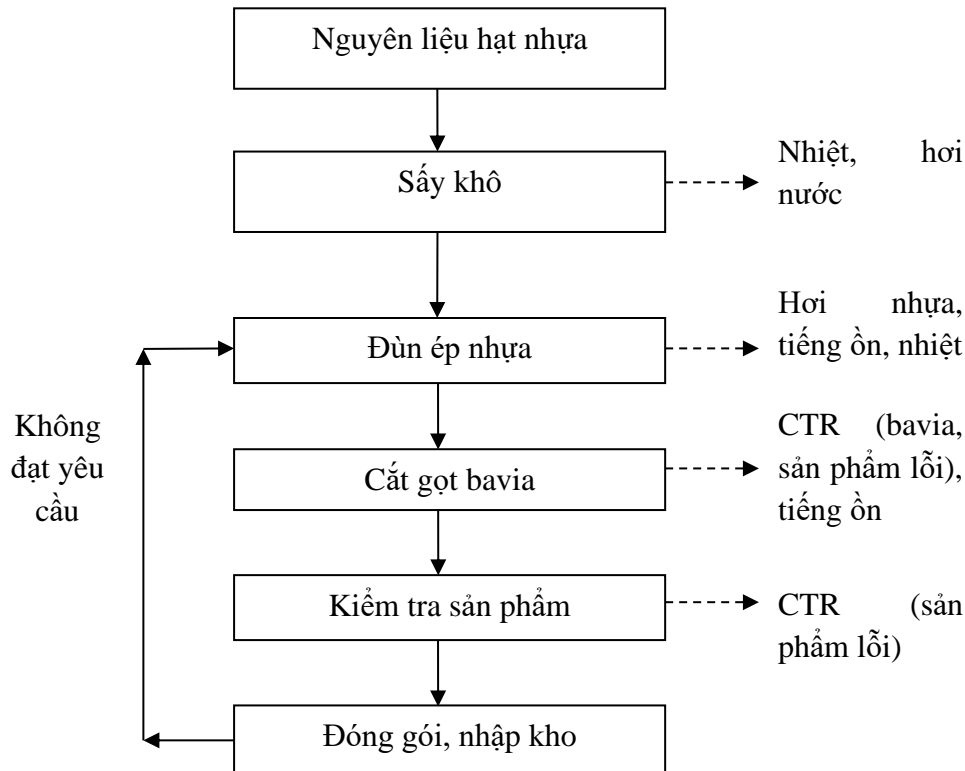 Nguyên liệu hạt nhựa
Sấy khô
Nhiệt, hơi
nước
Đùn ép nhựa
Hơi nhựa,
tiếng ồn, nhiệt
Không
đạt yêu
cầu
Cắt gọt bavia
CTR (bavia,
sản phẩm lỗi),
tiếng ồn
Kiểm tra sản phẩm
CTR (sản
phẩm lỗi)
Đóng gói, nhập kho